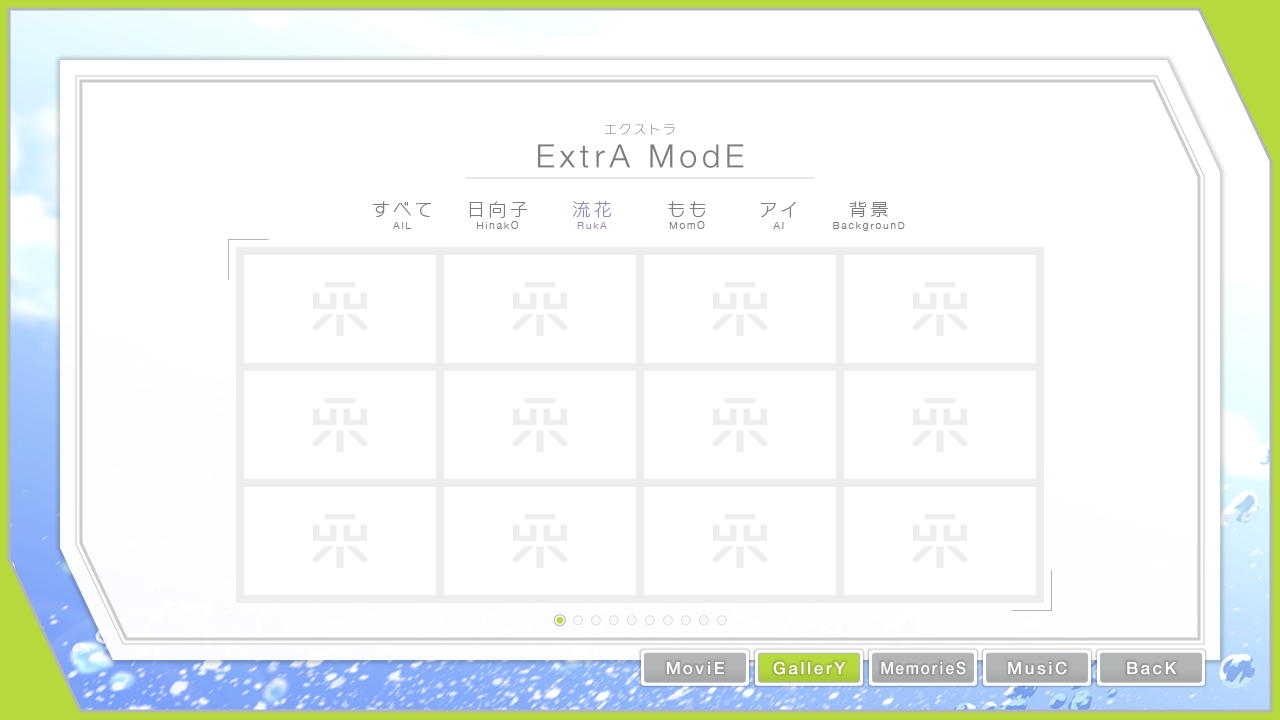 エクストラ
ExtrA ModE
すべて 日向子 流花 もも アイ 背景
AlL HinakO RukA MomO AI BackgrounD
MoviE GallerY MemorieS MusiC BacK